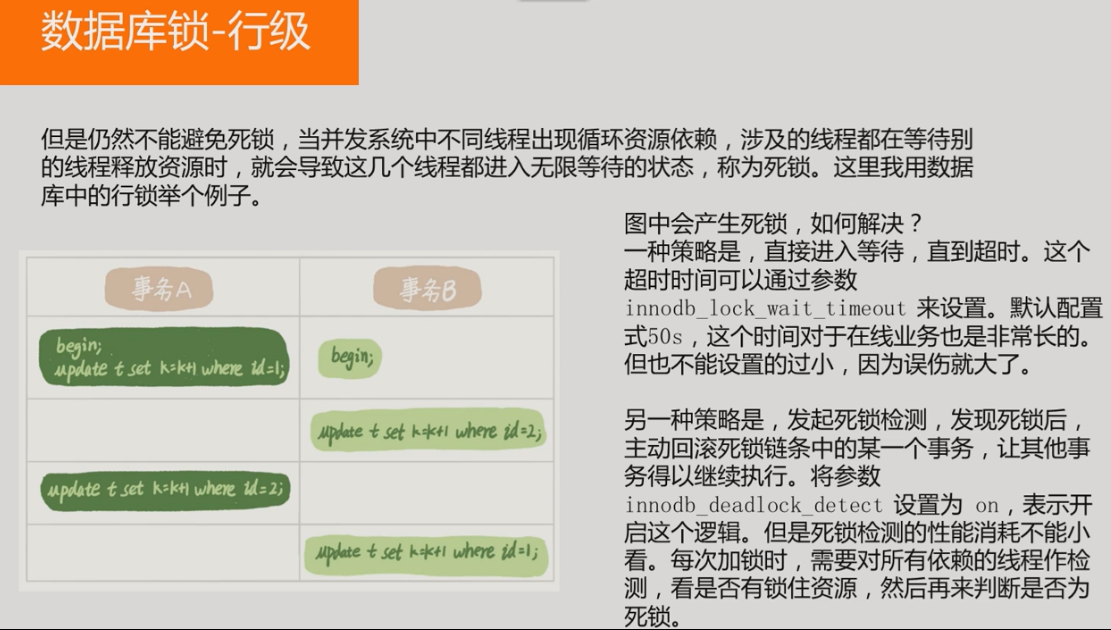 数据库锁-行级
但是仍然不能避免死锁，当并发系统中不同线程出现循环资源依赖，涉及的线程都在等待别
的线程释放资源时，就会导致这几个线程都进入无限等待的状态，称为死锁。这里我用数据
库中的行锁举个例子。
事务A
事务B
begin;
update t set k=k+1 where id=1;
begin;
update t set k=k+1 where id=2;
update t set k=k+1 where id=2;
update t set k=k+1 where id=1;
图中会产生死锁，如何解决？
一种策略是，直接进入等待，直到超时。这个
超时时间可以通过参数
innodb_lock_wait_timeout 来设置。默认配置
式50s，这个时间对于在线业务也是非常长的。
但也不能设置的过小，因为误伤就大了。
另一种策略是，发起死锁检测，发现死锁后，
主动回滚死锁链条中的某一个事务，让其他事
务得以继续执行。将参数
innodb_deadlock_detect 设置为 on，表示开
启这个逻辑。但是死锁检测的性能消耗不能小
看。每次加锁时，需要对所有依赖的线程作检
测，看是否有锁住资源，然后再来判断是否为
死锁。